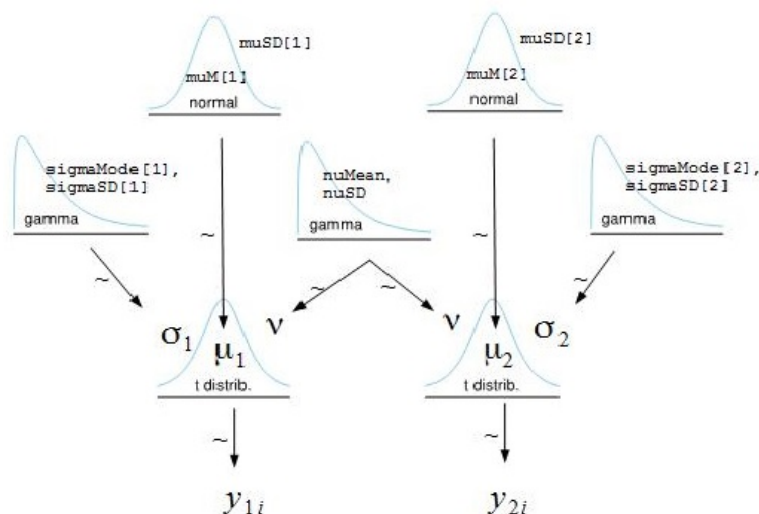 muSD[1]
muM[1]
normal
muSD[2]
muM[2]
normal
sigmaMode[1],
sigmaSD[1]
gamma
nuMean,
nuSD
gamma
sigmaMode[2],
sigmaSD[2]
gamma
~
~
~
~
~
~
σ1
μ1
ν
t distrib.
ν
μ2
σ2
t distrib.
~
~
y1i
y2i